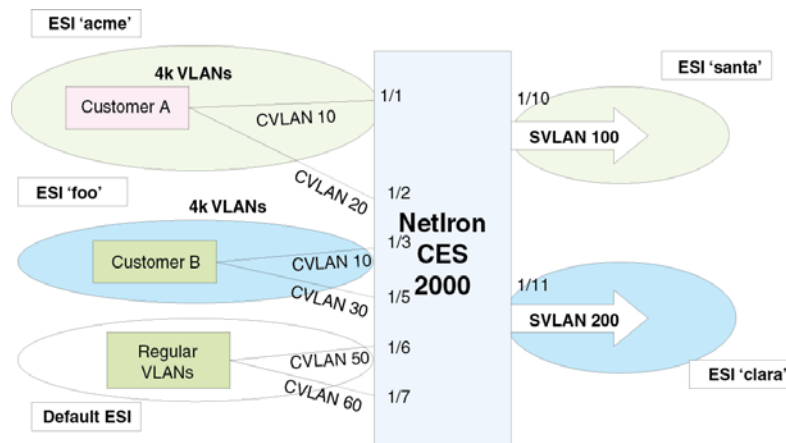 ESI 'acme'
4k VLANs
Customer A
CVLAN 10
CVLAN 20
1/1
1/2
ESI 'foo'
4k VLANs
Customer B
CVLAN 10
CVLAN 30
1/3
1/5
Regular
VLANs
CVLAN 50
CVLAN 60
1/6
1/7
Default ESI
NetIron
CES
2000
ESI 'santa'
1/10
SVLAN 100
1/11
SVLAN 200
ESI 'clara'